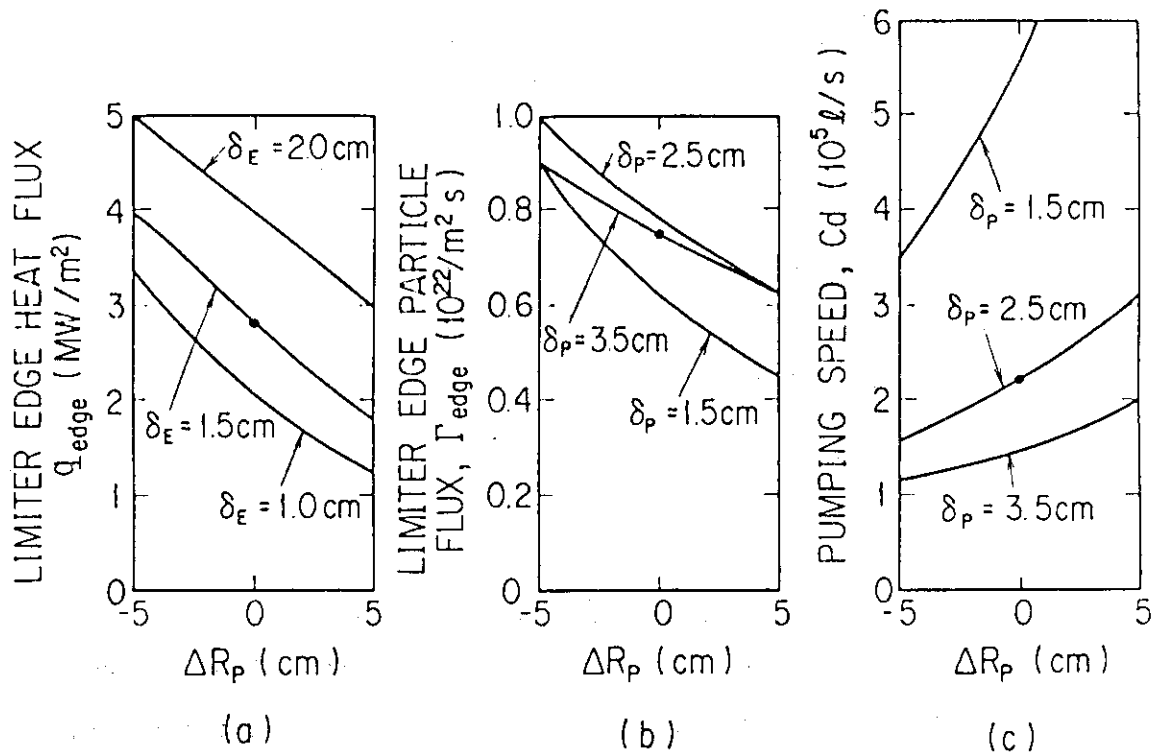 LIMITER EDGE HEAT FLUX
q_edge (MW/m²)
5
4
3
2
1
0
δ_E = 2.0 cm
δ_E = 1.5 cm
δ_E = 1.0 cm
-5
0
5
ΔR_P (cm)
(a)
LIMITER EDGE PARTICLE
FLUX, Γ_edge (10²²/m² s)
1.0
0.8
0.6
0.4
0.2
0
δ_P = 2.5 cm
δ_P = 3.5 cm
δ_P = 1.5 cm
-5
0
5
ΔR_P (cm)
(b)
PUMPING SPEED, Cd (10⁵ ℓ/s)
6
5
4
3
2
1
0
δ_P = 1.5 cm
δ_P = 2.5 cm
δ_P = 3.5 cm
-5
0
5
ΔR_P (cm)
(c)